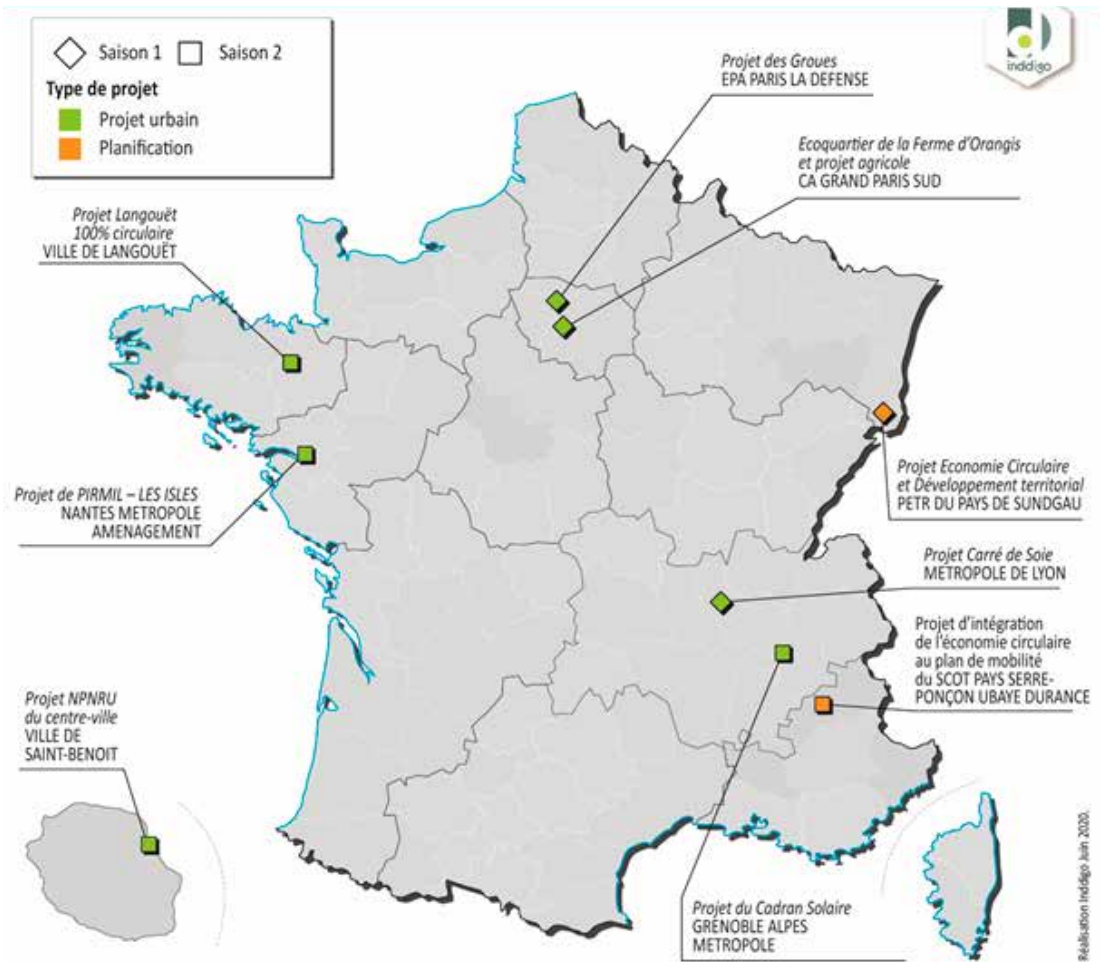 Saison 1
Saison 2
Type de projet
Projet urbain
Planification
inddigo
Projet des Groues
EPA PARIS LA DEFENSE
Ecoquartier de la Ferme d'Orangis
et projet agricole
CA GRAND PARIS SUD
Projet Langouët
100% circulaire
VILLE DE LANGOUËT
Projet de PIRMIL – LES ISLES
NANTES METROPOLE
AMENAGEMENT
Projet Economie Circulaire
et Développement territorial
PETR DU PAYS DE SUNDGAU
Projet Carré de Soie
METROPOLE DE LYON
Projet d'intégration
de l'économie circulaire
au plan de mobilité
du SCOT PAYS SERRE-
PONÇON UBAYE DURANCE
Projet NPNRU
du centre-ville
VILLE DE
SAINT-BENOIT
Projet du Cadran Solaire
GRENOBLE ALPES
METROPOLE
Réalisation Inddigo Juin 2020.